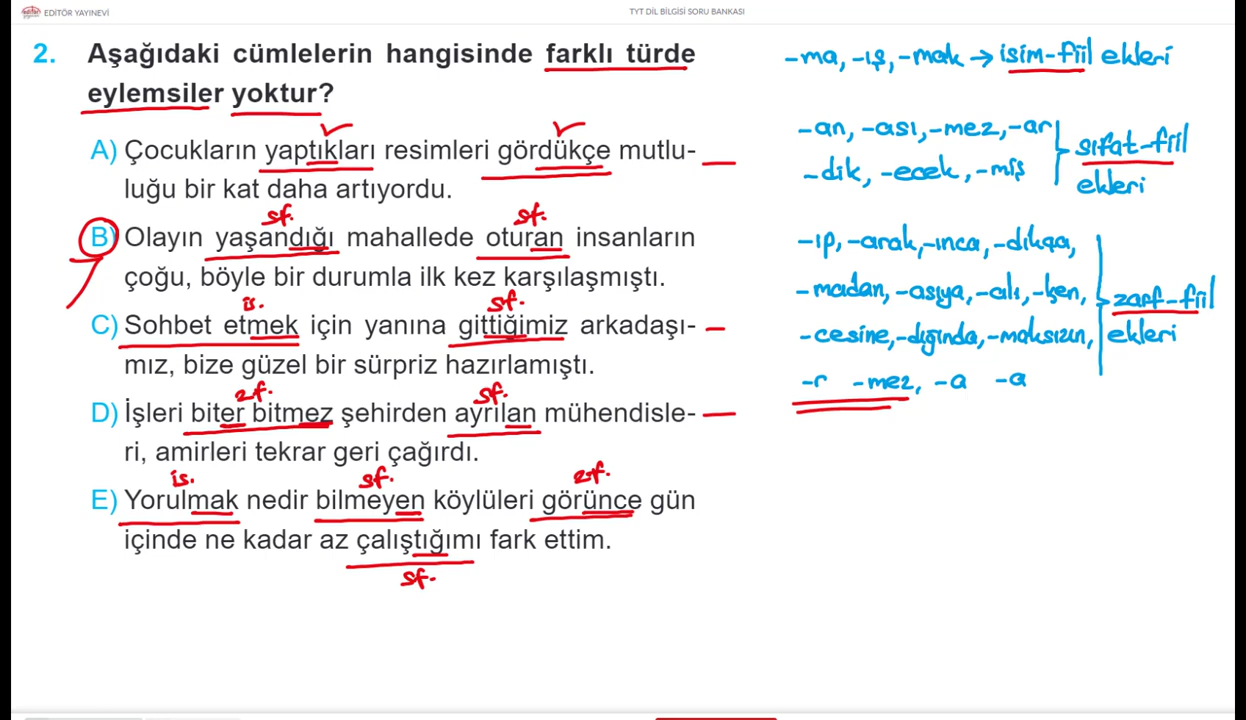 EDİTÖR YAYINEVİ
TYT DİL BİLGİSİ SORU BANKASI
2. Aşağıdaki cümlelerin hangisinde farklı türde
eylemsiler yoktur?
A) Çocukların yaptıkları resimleri gördükçe mutlu-
luğu bir kat daha artıyordu.
sf. sf.
B) Olayın yaşandığı mahallede oturan insanların
çoğu, böyle bir durumla ilk kez karşılaşmıştı.
is. sf.
C) Sohbet etmek için yanına gittiğimiz arkadaşı-
mız, bize güzel bir sürpriz hazırlamıştı.
zf. sf.
D) İşleri biter bitmez şehirden ayrılan mühendisle-
ri, amirleri tekrar geri çağırdı.
is. sf. zf.
E) Yorulmak nedir bilmeyen köylüleri görünce gün
içinde ne kadar az çalıştığımı fark ettim.
sf.
-ma, -ış, -mak → isim-fiil ekleri
-an, -ası, -mez, -ar
-dik, -ecek, -miş
sıfat-fiil
ekleri
-ıp, -arak, -ınca, -dıkça,
-madan, -asıya, -alı, -ken,
-cesine, -dığında, -maksızın,
-r -mez, -a -a
zarf-fiil
ekleri